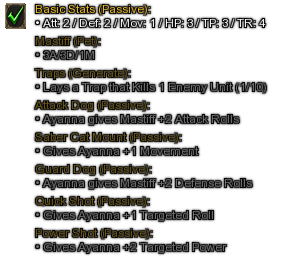 Basic Stats (Passive):
• Att: 2 / Def: 2 / Mov: 1 / HP: 3 / TP: 3 / TR: 4
Mastiff (Pet):
• 3A/3D/1M
Traps (Generate):
• Lays a Trap that Kills 1 Enemy Unit (1/10)
Attack Dog (Passive):
• Ayanna gives Mastiff +2 Attack Rolls
Saber Cat Mount (Passive):
• Gives Ayanna +1 Movement
Guard Dog (Passive):
• Ayanna gives Mastiff +2 Defense Rolls
Quick Shot (Passive):
• Gives Ayanna +1 Targeted Roll
Power Shot (Passive):
• Gives Ayanna +2 Targeted Power